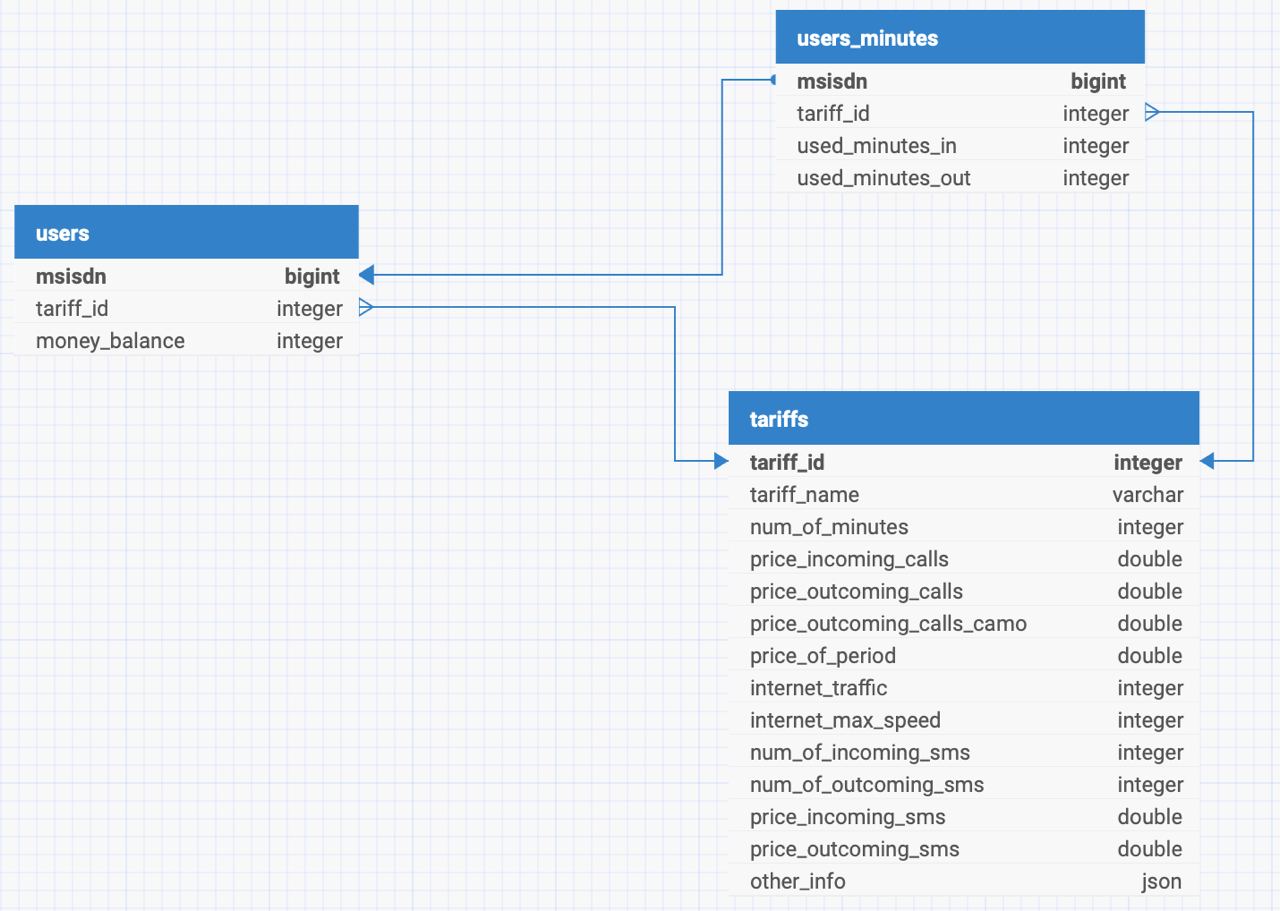 users_minutes
msisdn bigint
tariff_id integer
used_minutes_in integer
used_minutes_out integer
users
msisdn bigint
tariff_id integer
money_balance integer
tariffs
tariff_id integer
tariff_name varchar
num_of_minutes integer
price_incoming_calls double
price_outcoming_calls double
price_outcoming_calls_camo double
price_of_period double
internet_traffic integer
internet_max_speed integer
num_of_incoming_sms integer
num_of_outcoming_sms integer
price_incoming_sms double
price_outcoming_sms double
other_info json